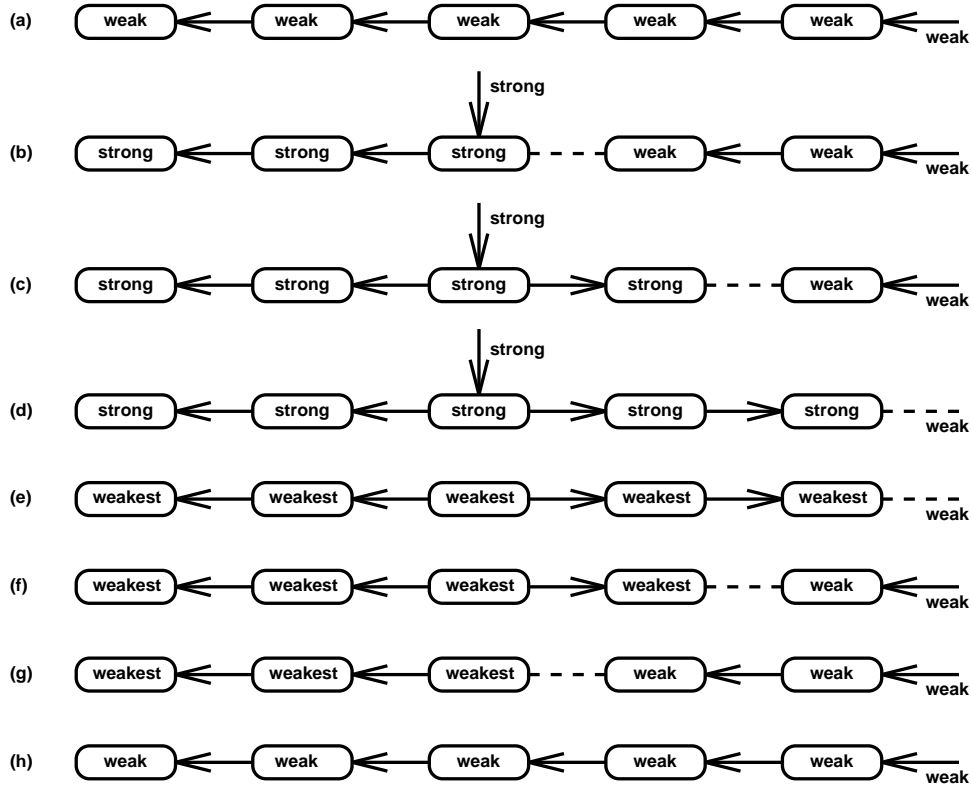 (a) weak weak weak weak weak
weak
strong
(b) strong strong strong weak weak
weak
strong
(c) strong strong strong strong weak
weak
strong
(d) strong strong strong strong strong
weak
(e) weakest weakest weakest weakest weakest
weak
(f) weakest weakest weakest weakest weak
weak
(g) weakest weakest weakest weak weak
weak
(h) weak weak weak weak weak
weak